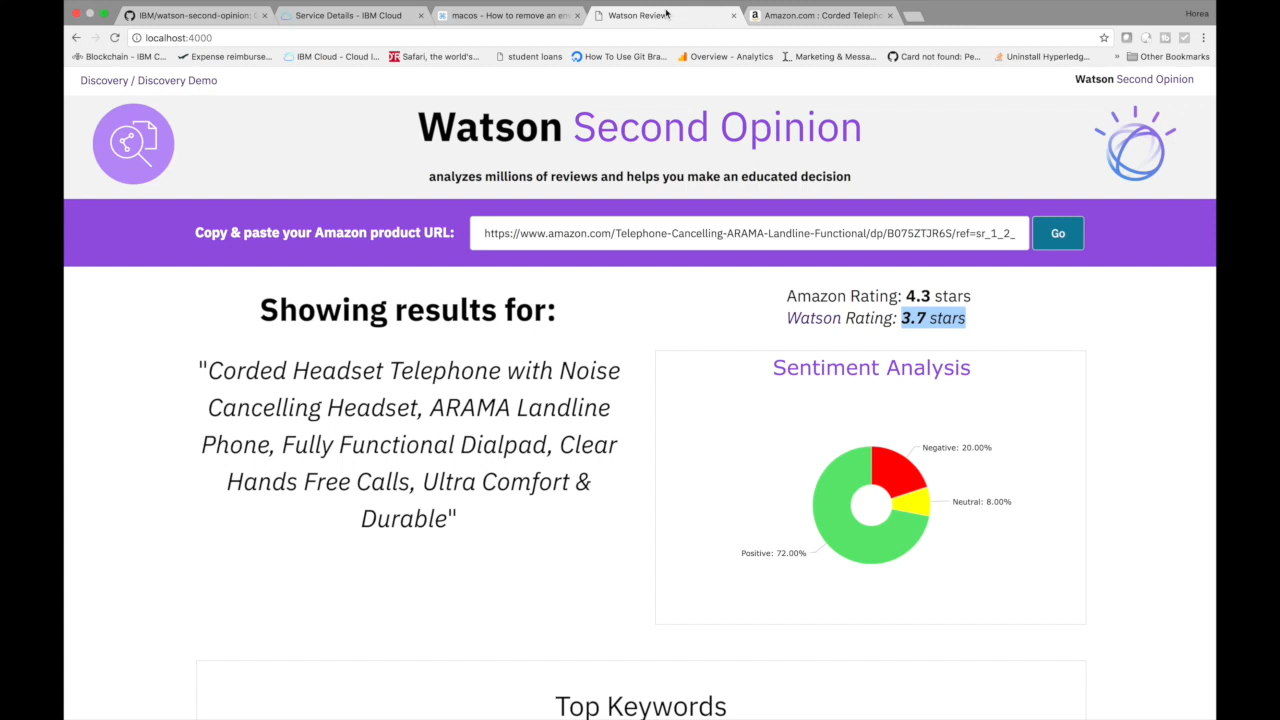 IBM/watson-second-opinion:
Service Details - IBM Cloud
macos - How to remove an en
Watson Review
Amazon.com : Corded Telepho
Horea
localhost:4000
Blockchain - IBM C...
Expense reimburse...
IBM Cloud - Cloud I...
Safari, the world's...
student loans
How To Use Git Bra...
Overview - Analytics
Marketing & Messa...
Card not found: Pe...
Uninstall Hyperledg...
»
Other Bookmarks
Discovery / Discovery Demo
Watson Second Opinion
Watson Second Opinion
analyzes millions of reviews and helps you make an educated decision
Copy & paste your Amazon product URL:
https://www.amazon.com/Telephone-Cancelling-ARAMA-Landline-Functional/dp/B075ZTJR6S/ref=sr_1_2_
Go
Showing results for:
"Corded Headset Telephone with Noise
Cancelling Headset, ARAMA Landline
Phone, Fully Functional Dialpad, Clear
Hands Free Calls, Ultra Comfort &
Durable"
Amazon Rating: 4.3 stars
Watson Rating: 3.7 stars
Sentiment Analysis
Negative: 20.00%
Neutral: 8.00%
Positive: 72.00%
Top Keywords